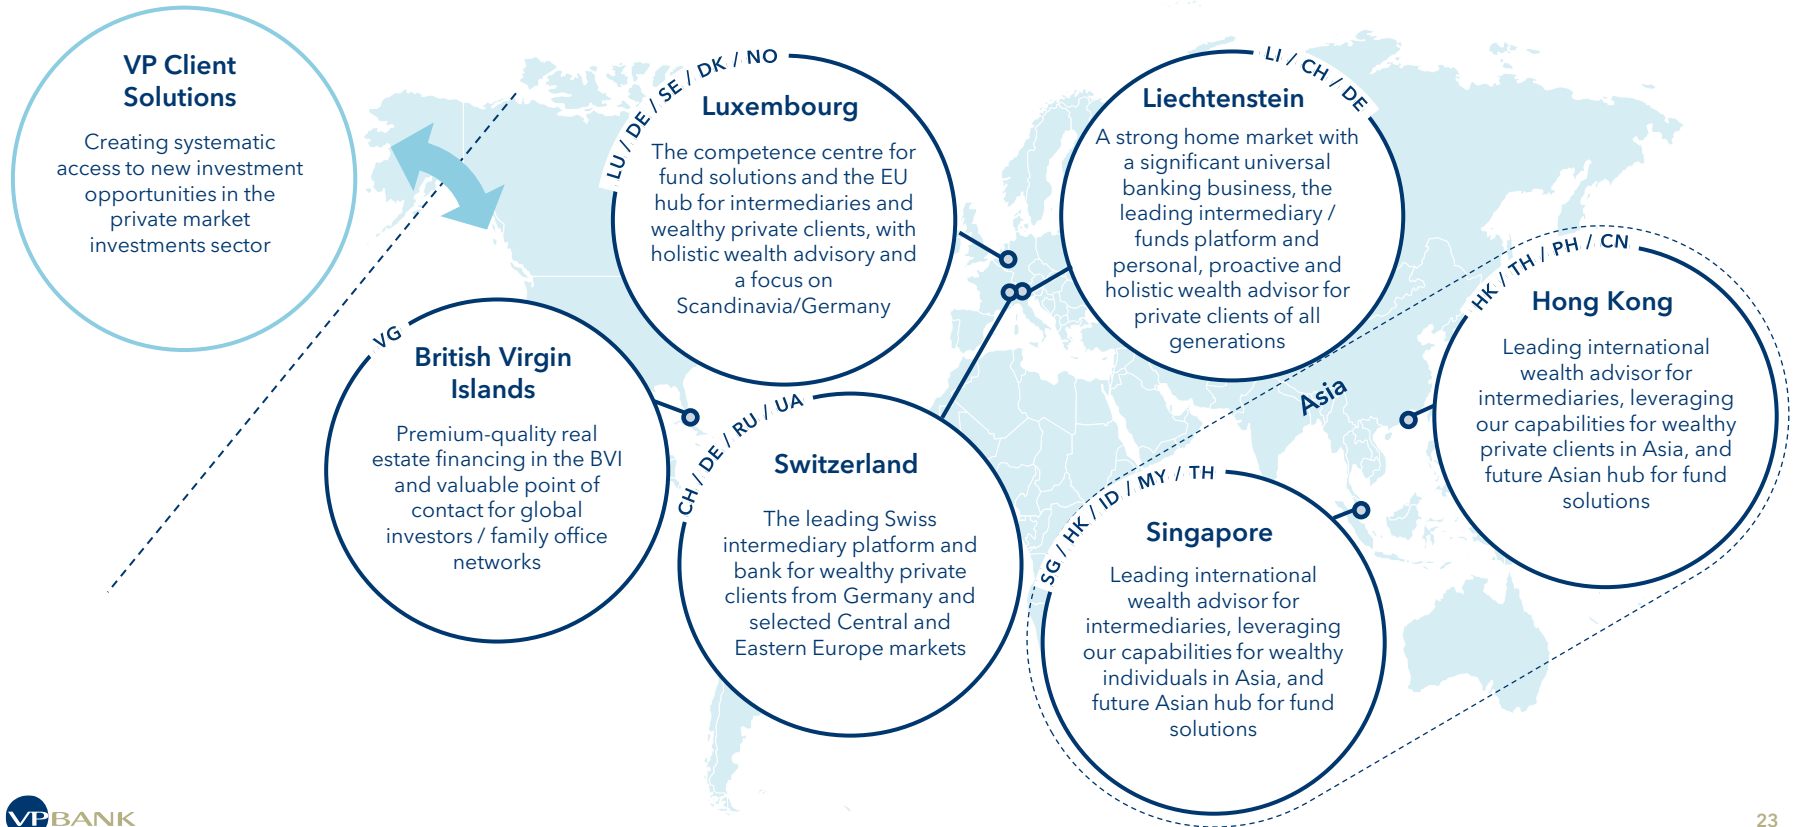 VP Client
Solutions
Creating systematic
access to new investment
opportunities in the
private market
investments sector
LU / DE / SE / DK / NO
Luxembourg
The competence centre for
fund solutions and the EU
hub for intermediaries and
wealthy private clients, with
holistic wealth advisory and
a focus on
Scandinavia/Germany
LI / CH / DE
Liechtenstein
A strong home market with
a significant universal
banking business, the
leading intermediary /
funds platform and
personal, proactive and
holistic wealth advisor for
private clients of all
generations
HK / TH / PH / CN
Hong Kong
Leading international
wealth advisor for
intermediaries, leveraging
our capabilities for wealthy
private clients in Asia, and
future Asian hub for fund
solutions
VG
British Virgin
Islands
Premium-quality real
estate financing in the BVI
and valuable point of
contact for global
investors / family office
networks
CH / DE / RU / UA
Switzerland
The leading Swiss
intermediary platform and
bank for wealthy private
clients from Germany and
selected Central and
Eastern Europe markets
Asia
SG / HK / ID / MY / TH
Singapore
Leading international
wealth advisor for
intermediaries, leveraging
our capabilities for wealthy
individuals in Asia, and
future Asian hub for fund
solutions
VPBANK
23